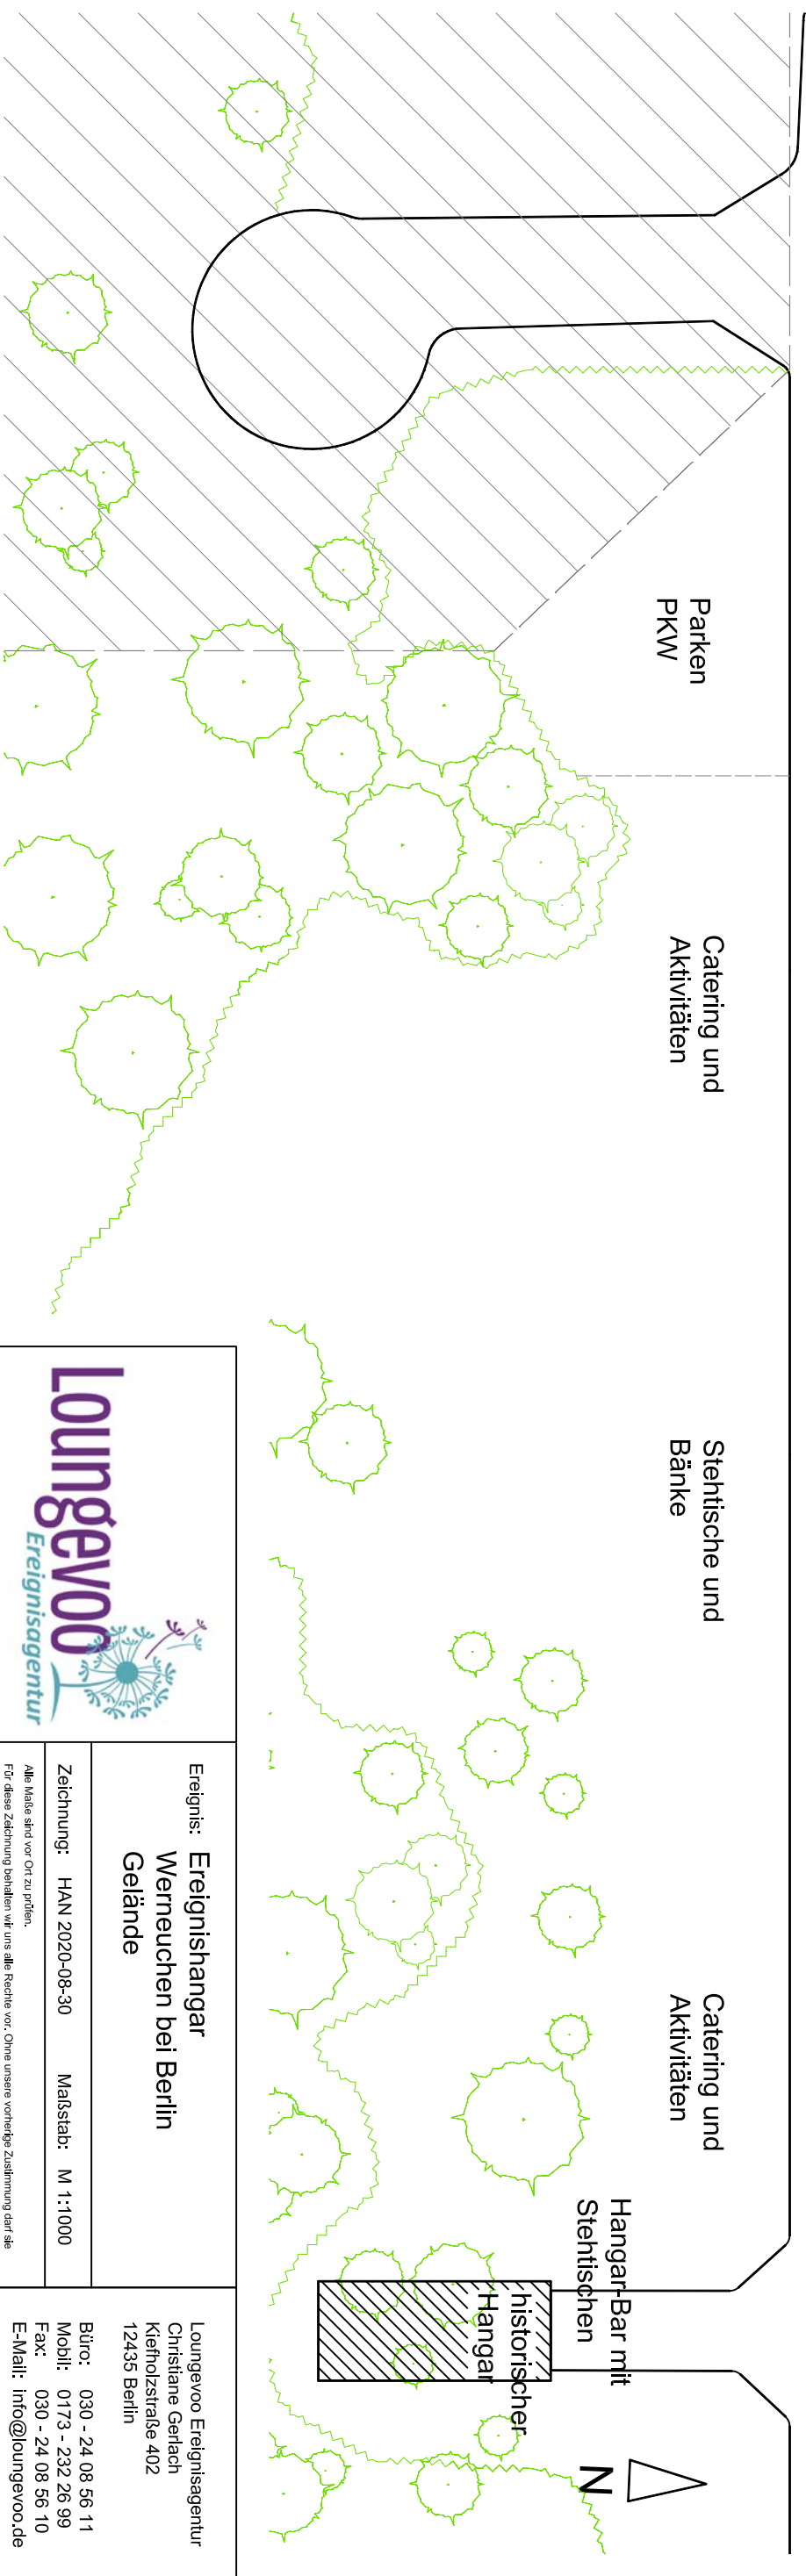 Parken
PKW
Catering und
Aktivitäten
Stehtische und
Bänke
Catering und
Aktivitäten
Hangar-Bar mit
Stehtischen
historischer
Hangar
N
Loungevoo
Ereignisagentur
Ereignis: Ereignishangar
Werneuchen bei Berlin
Gelände
Zeichnung: HAN 2020-08-30 Maßstab: M 1:1000
Alle Maße sind vor Ort zu prüfen.
Für diese Zeichnung behalten wir uns alle Rechte vor. Ohne unsere vorherige Zustimmung darf sie
Loungevoo Ereignisagentur
Christiane Gerlach
Kiefholzstraße 402
12435 Berlin
Büro: 030 - 24 08 56 11
Mobil: 0173 - 232 26 99
Fax: 030 - 24 08 56 10
E-Mail: info@loungevoo.de